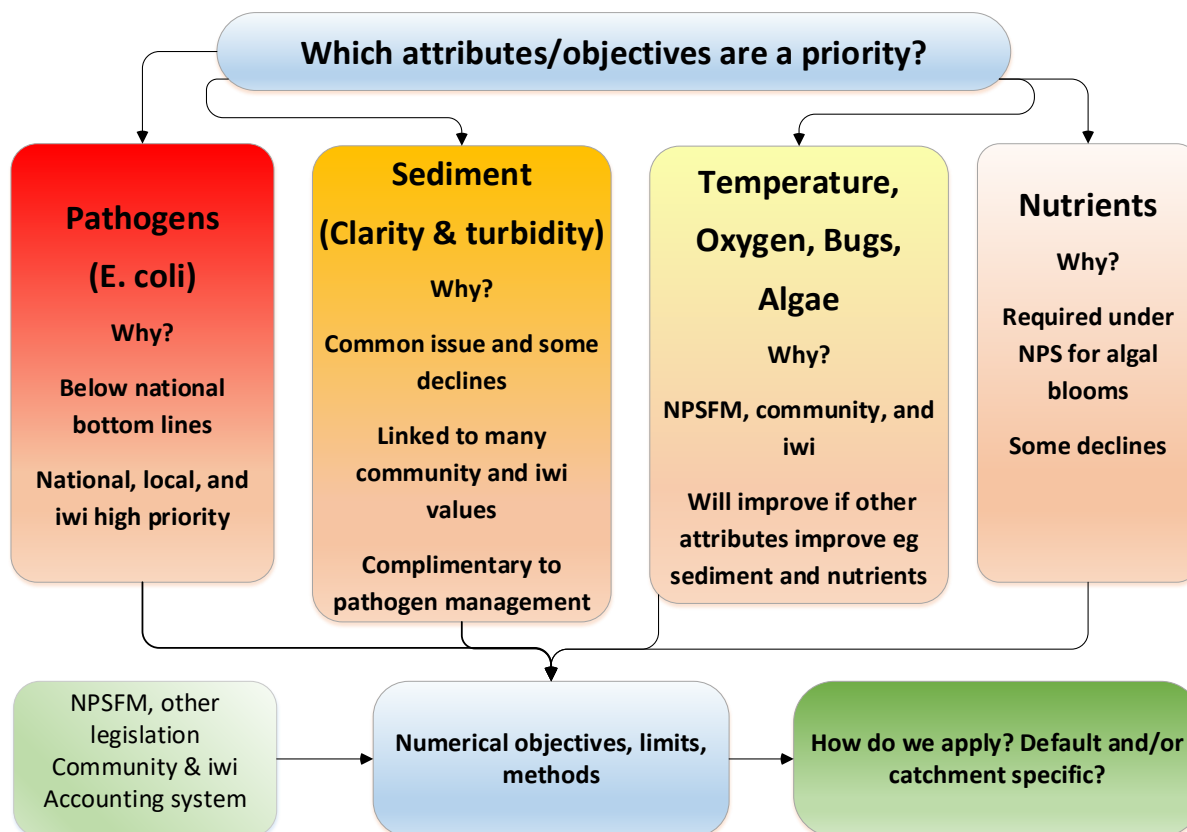 Which attributes/objectives are a priority?
Pathogens
(E. coli)
Why?
Below national
bottom lines
National, local, and
iwi high priority
Sediment
(Clarity & turbidity)
Why?
Common issue and some
declines
Linked to many
community and iwi
values
Complimentary to
pathogen management
Temperature,
Oxygen, Bugs,
Algae
Why?
NPSFM, community, and
iwi
Will improve if other
attributes improve eg
sediment and nutrients
Nutrients
Why?
Required under
NPS for algal
blooms
Some declines
NPSFM, other
legislation
Community & iwi
Accounting system
Numerical objectives, limits,
methods
How do we apply? Default and/or
catchment specific?